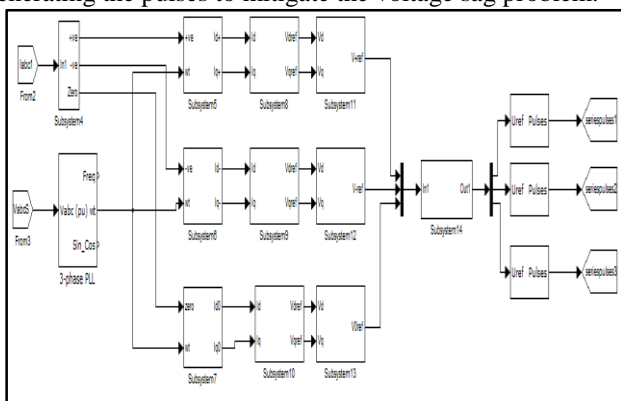 enerating the pulses to mitigate the voltage sag problem.
Iabc1
From2
In1
+ve
-ve
Zero
Subsystem4
+ve
wt
Id+
Iq+
Subsystem5
Id
Iq
Vdref
Vqref
Subsystem8
Vd
Vq
V+ref
Subsystem11
VabcS
From3
Vabc (pu)
Freq
wt
Sin_Cos
3-phase PLL
-ve
wt
Id-
Iq-
Subsystem6
Id
Iq
Vdref
Vqref
Subsystem9
Vd
Vq
V-ref
Subsystem12
zero
wt
Id0
Iq0
Subsystem7
Id
Iq
Vdref
Vqref
Subsystem10
Vd
Vq
V0ref
Subsystem13
In1
Out1
Subsystem14
Uref Pulses
seriespulses1
Uref Pulses
seriespulses2
Uref Pulses
seriespulses3